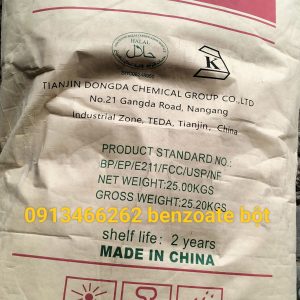 HALAL
K
TIANJIN DONGDA CHEMICAL GROUP CO.,LTD
No.21 Gangda Road, Nangang
Industrial Zone, TEDA, Tianjin, China
PRODUCT STANDARD NO.:
BP/EP/E211/FCC/USP/NF
NET WEIGHT:25.00KGS
GROSS WEIGHT:25.20KGS
0913466262 benzoate bột
shelf life: 2 years
MADE IN CHINA